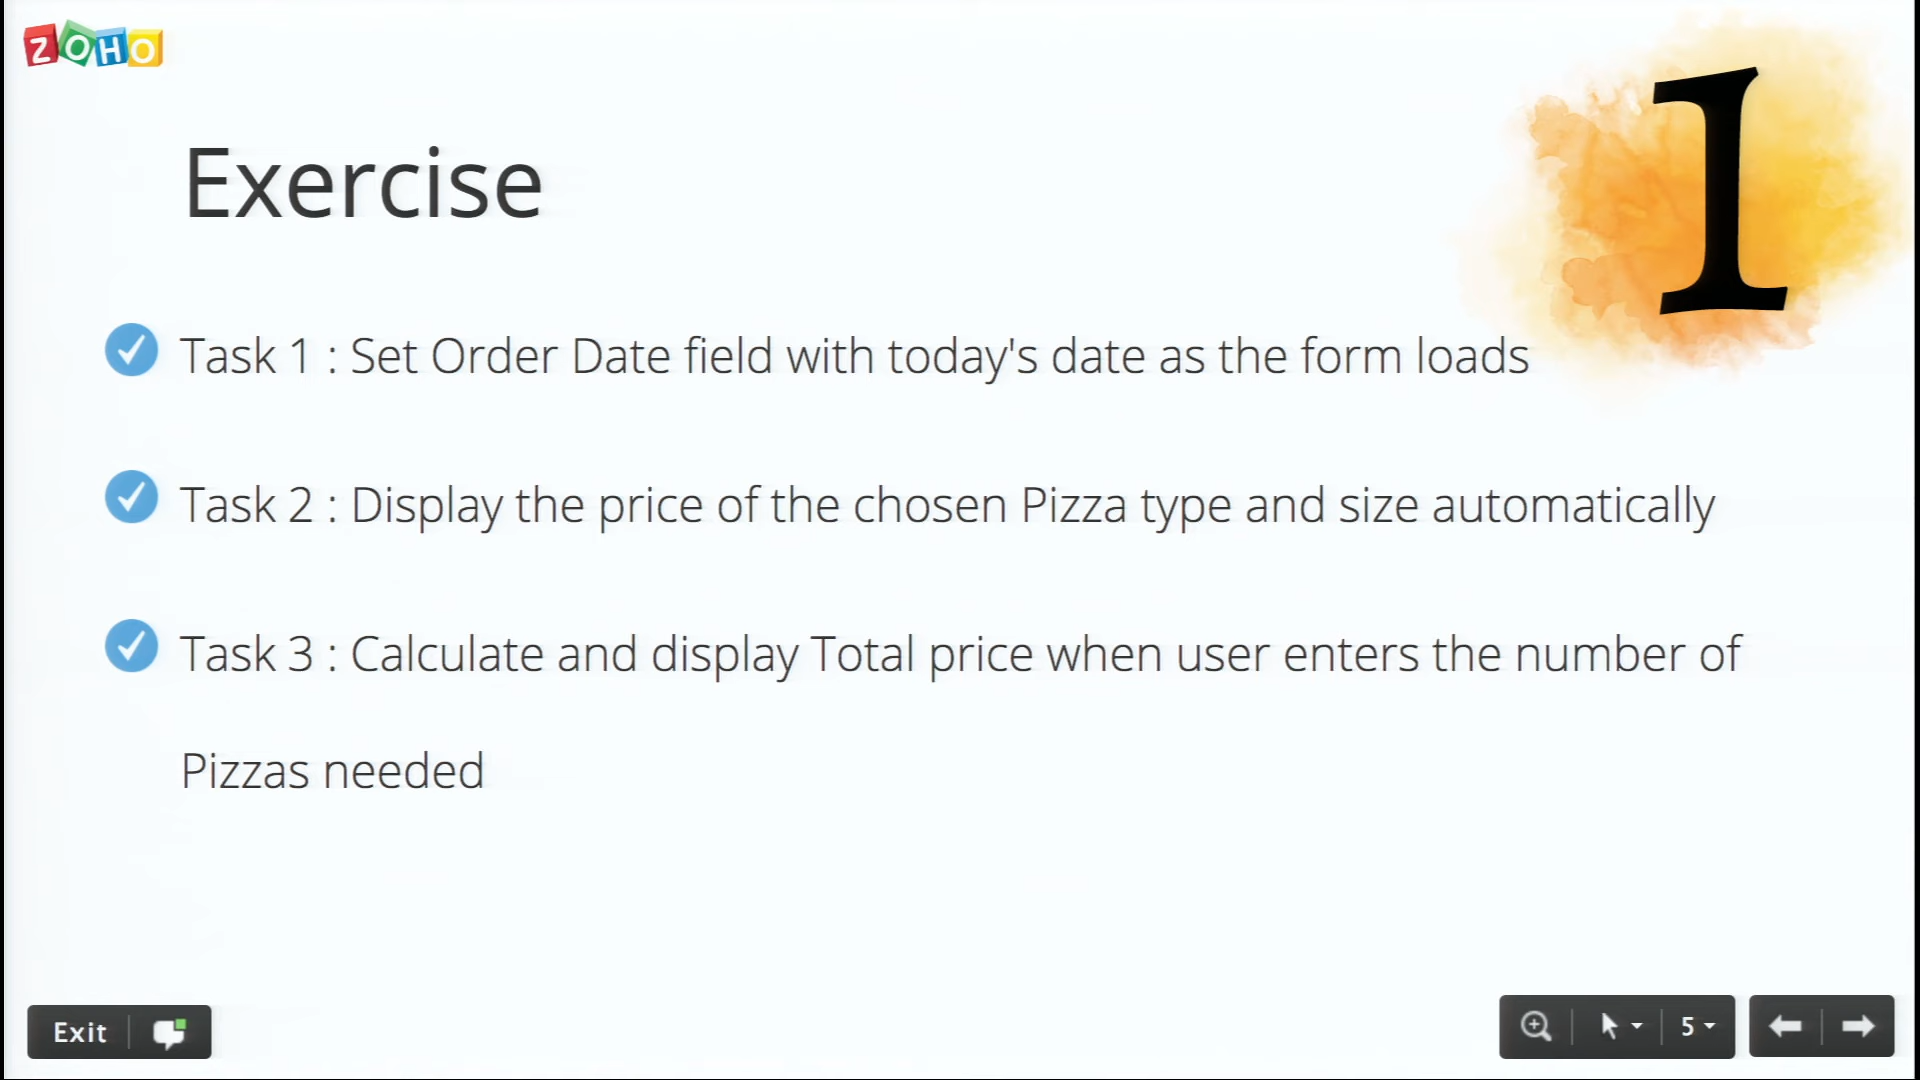 ZOHO
1
Exercise
Task 1 : Set Order Date field with today's date as the form loads
Task 2 : Display the price of the chosen Pizza type and size automatically
Task 3 : Calculate and display Total price when user enters the number of
Pizzas needed
Exit
5